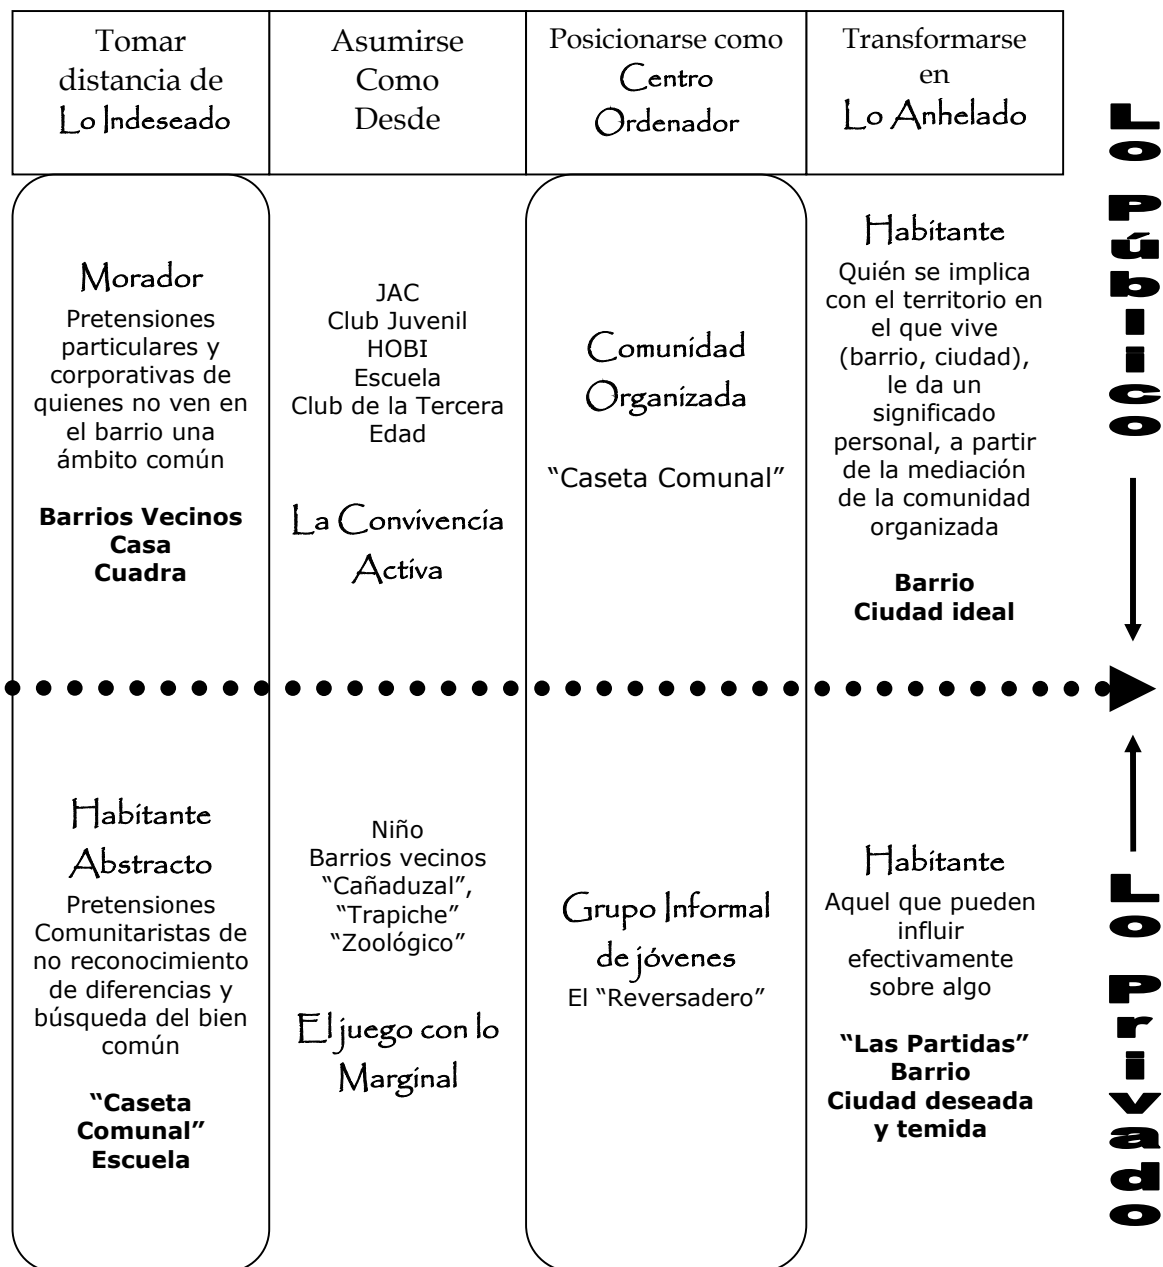 Tomar
distancia de
Lo Indeseado
Asumirse
Como
Desde
Posicionarse como
Centro
Ordenador
Transformarse
en
Lo Anhelado
Morador
Pretensiones
particulares y
corporativas de
quienes no ven en
el barrio una
ámbito común
Barrios Vecinos
Casa
Cuadra
JAC
Club Juvenil
HOBI
Escuela
Club de la Tercera
Edad
La Convivencia
Activa
Comunidad
Organizada
“Caseta Comunal”
Habitante
Quién se implica
con el territorio en
el que vive
(barrio, ciudad),
le da un
significado
personal, a partir
de la mediación
de la comunidad
organizada
Barrio
Ciudad ideal
Lo Púbico
Habitante
Abstracto
Pretensiones
Comunitaristas de
no reconocimiento
de diferencias y
búsqueda del bien
común
“Caseta
Comunal”
Escuela
Niño
Barrios vecinos
“Cañaduzal”,
“Trapiche”
“Zoológico”
El juego con lo
Marginal
Grupo Informal
de jóvenes
El “Reversadero”
Habitante
Aquel que pueden
influir
efectivamente
sobre algo
“Las Partidas”
Barrio
Ciudad deseada
y temida
Lo Privado